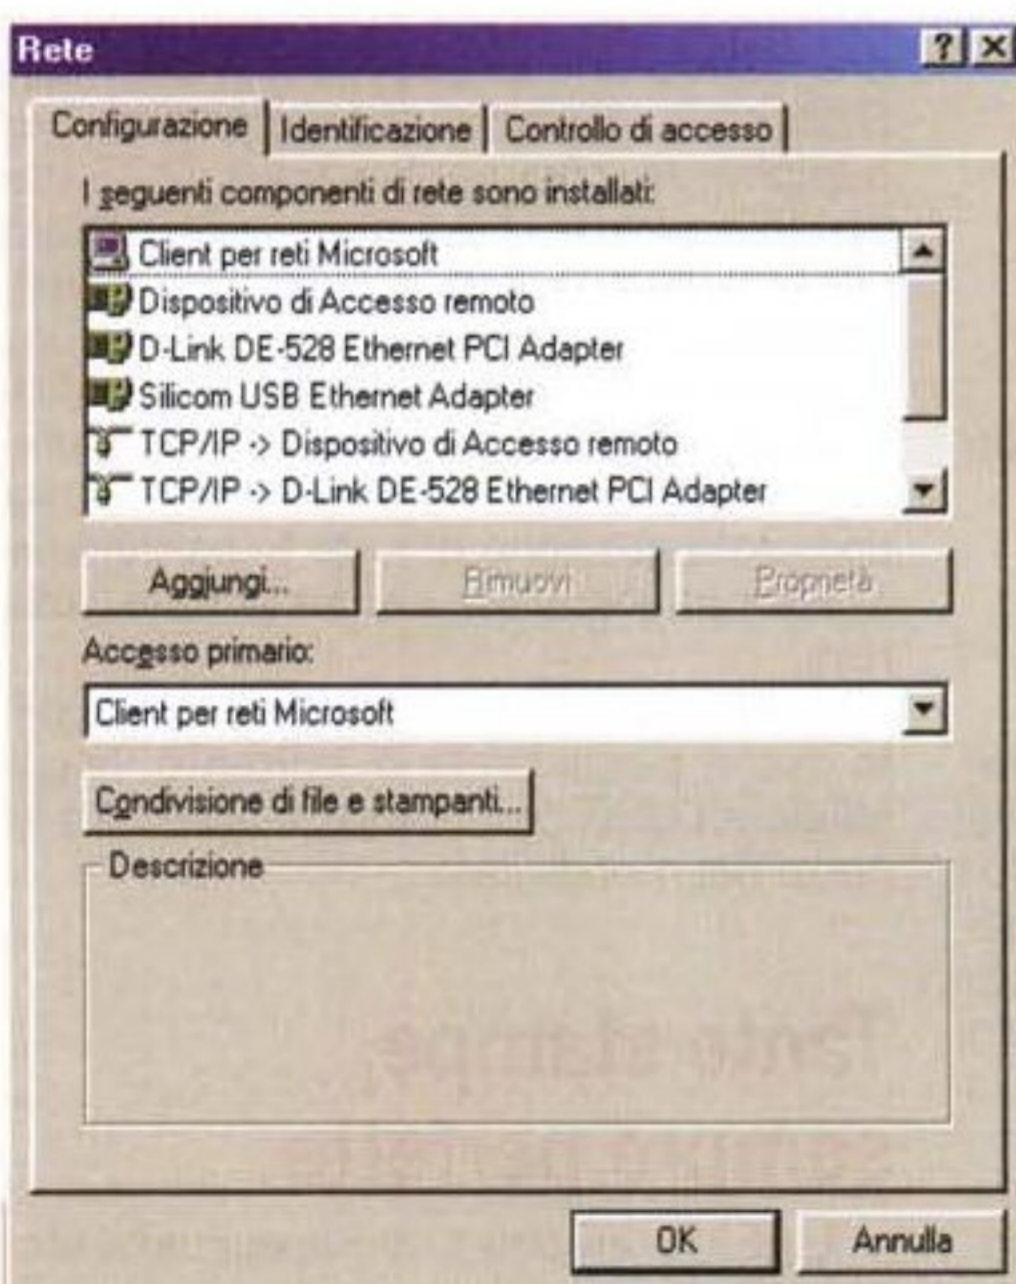 Rete
Configurazione
Identificazione
Controllo di accesso
I seguenti componenti di rete sono installati:
Client per reti Microsoft
Dispositivo di Accesso remoto
D-Link DE-528 Ethernet PCI Adapter
Silicom USB Ethernet Adapter
TCP/IP -> Dispositivo di Accesso remoto
TCP/IP -> D-Link DE-528 Ethernet PCI Adapter
Aggiungi...
Rimuovi
Proprietà
Accesso primario:
Client per reti Microsoft
Condivisione di file e stampanti...
Descrizione
OK
Annulla